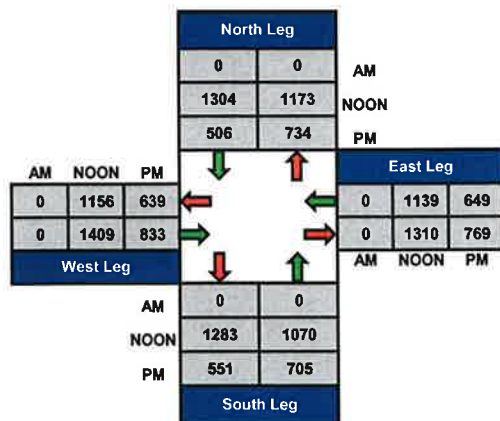 North Leg
0 0 AM
1304 1173 NOON
506 734 PM
AM NOON PM
East Leg
0 1156 639
0 1139 649
0 1409 833
0 1310 769
West Leg
AM NOON PM
AM 0 0
NOON 1283 1070
PM 551 705
South Leg